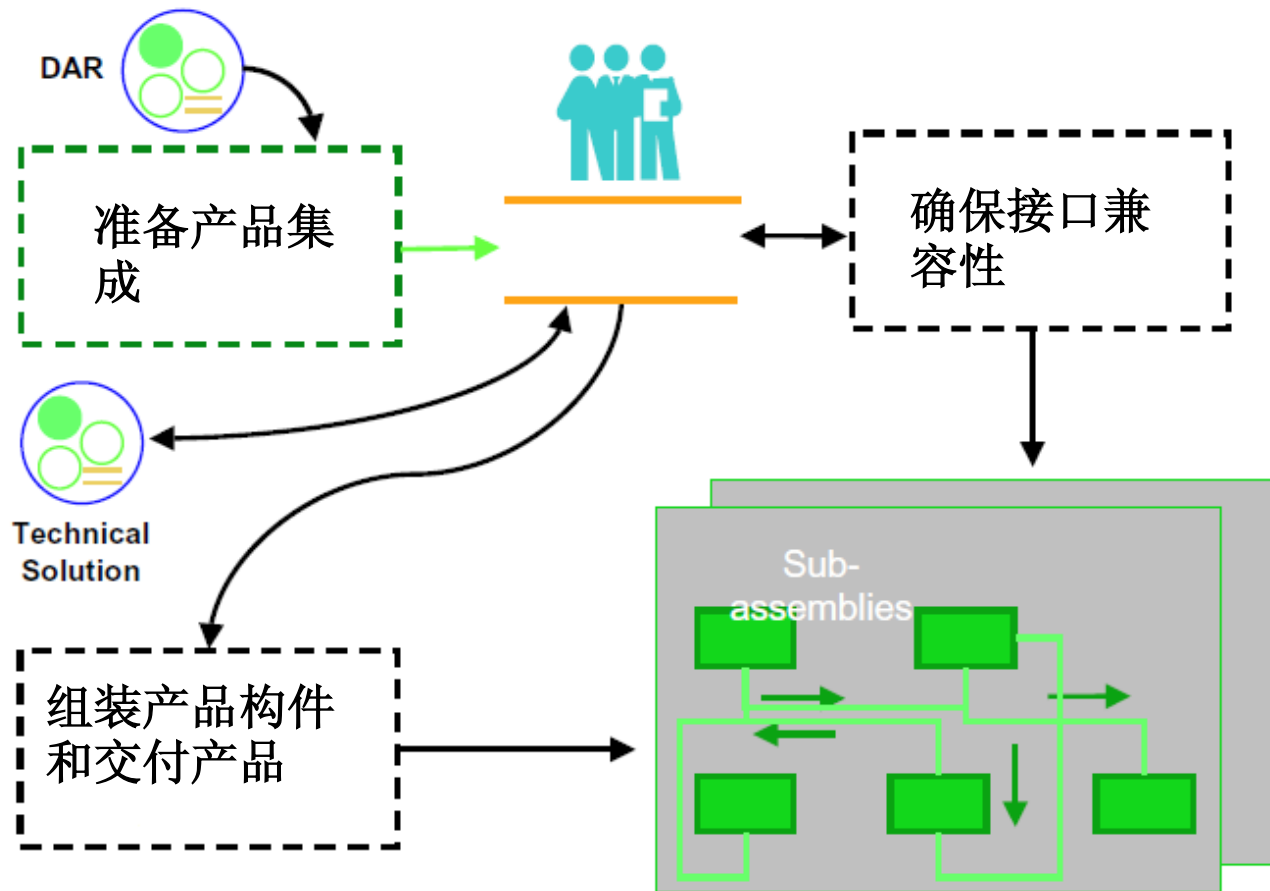 DAR
准备产品集
成
确保接口兼
容性
Technical
Solution
Sub-
assemblies
组装产品构件
和交付产品